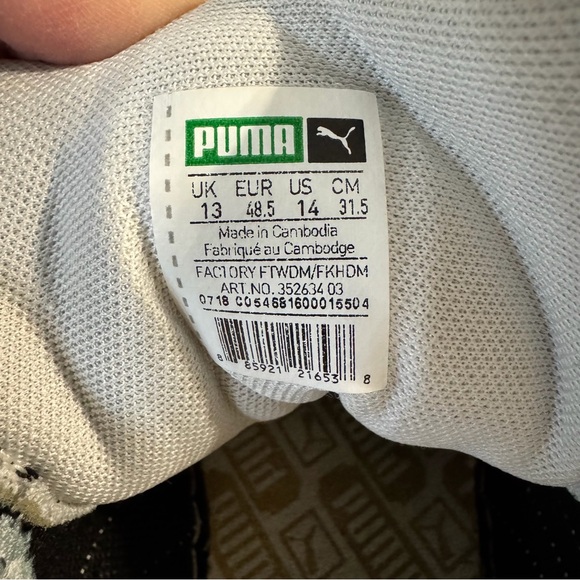 PUMA
UK EUR US CM
13 48.5 14 31.5
Made in Cambodia
Fabriqué au Cambodge
FACTORY FTWDM/FKHDM
ART.NO. 352634 03
0718 C054681600015504
8 85921 21653 8